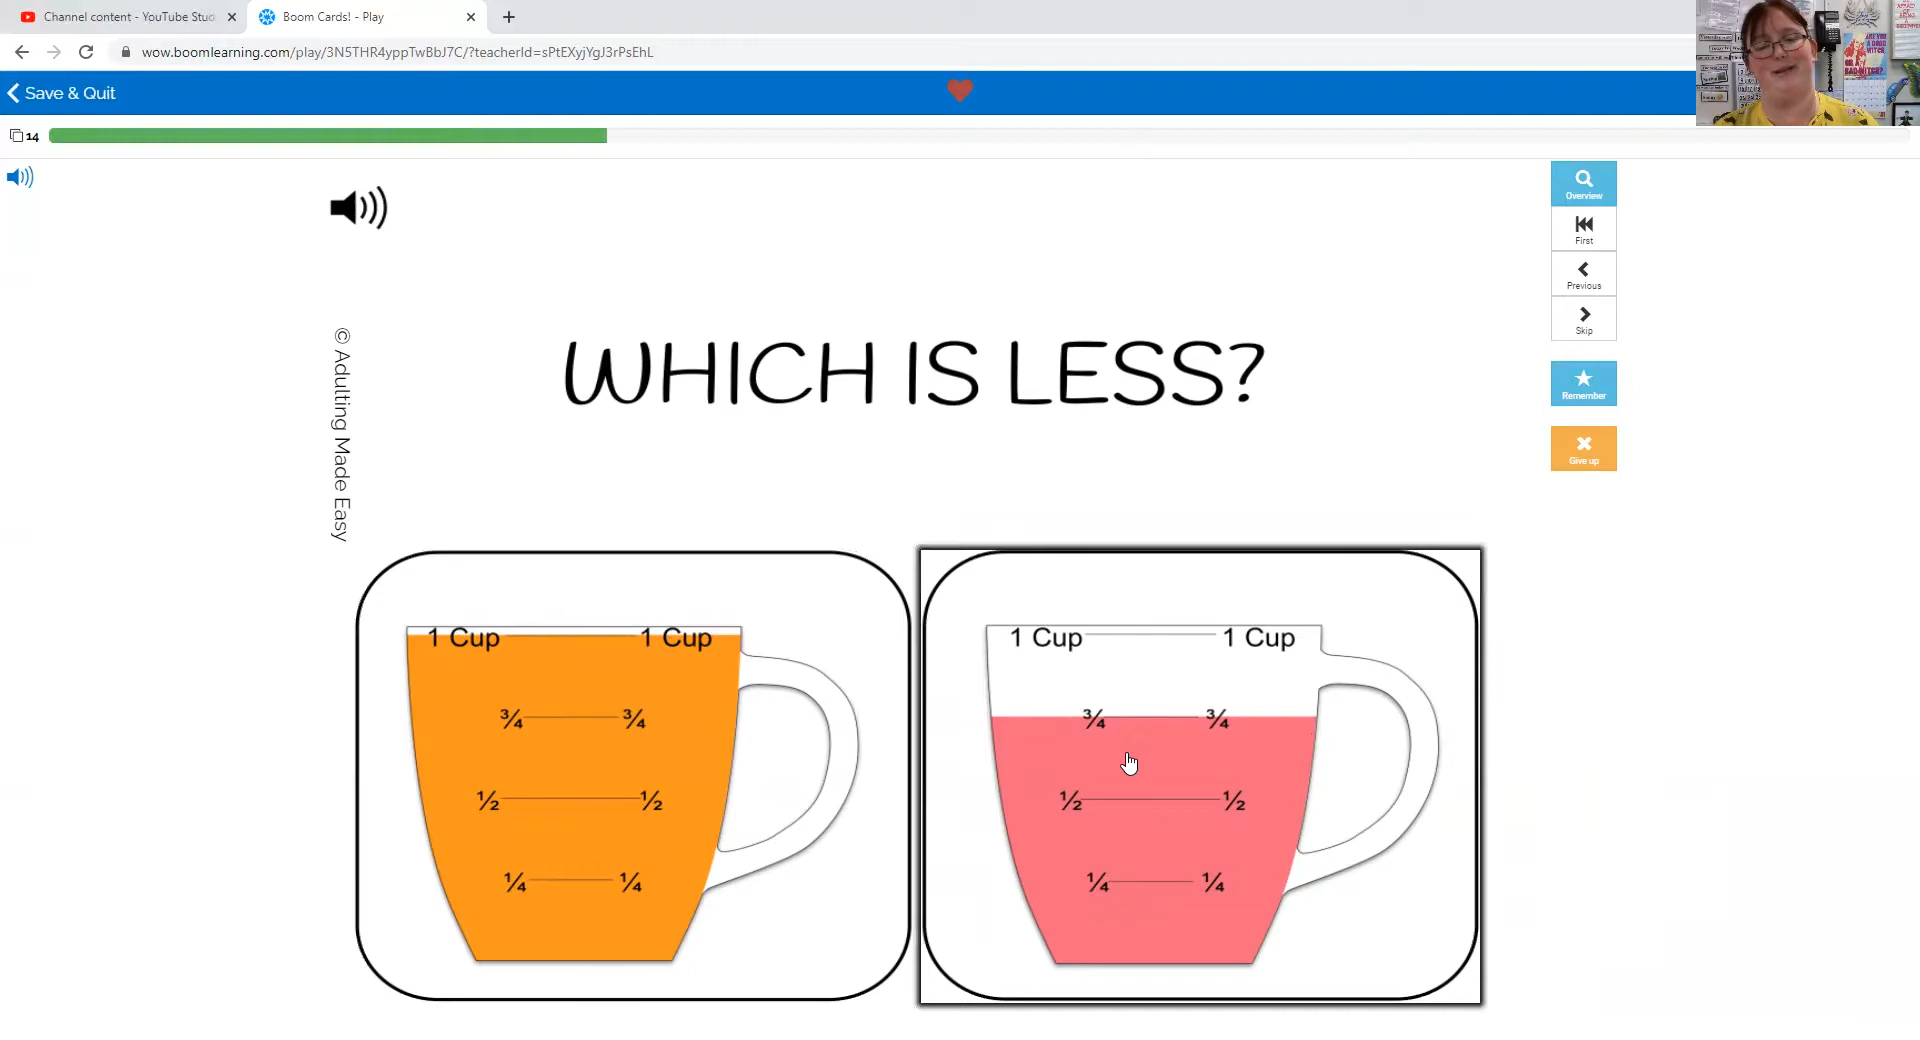 Channel content - YouTube Stud
Boom Cards! - Play
wow.boomlearning.com/play/3N5THR4yppTwBbJ7C/?teacherId=sPtEXyjYgJ3rPsEhL
Save & Quit
14
Overview
First
Previous
Skip
Remember
Give up
© Adulting Made Easy
WHICH IS LESS?
1 Cup 1 Cup
¾ ¾
½ ½
¼ ¼
1 Cup 1 Cup
¾ ¾
½ ½
¼ ¼